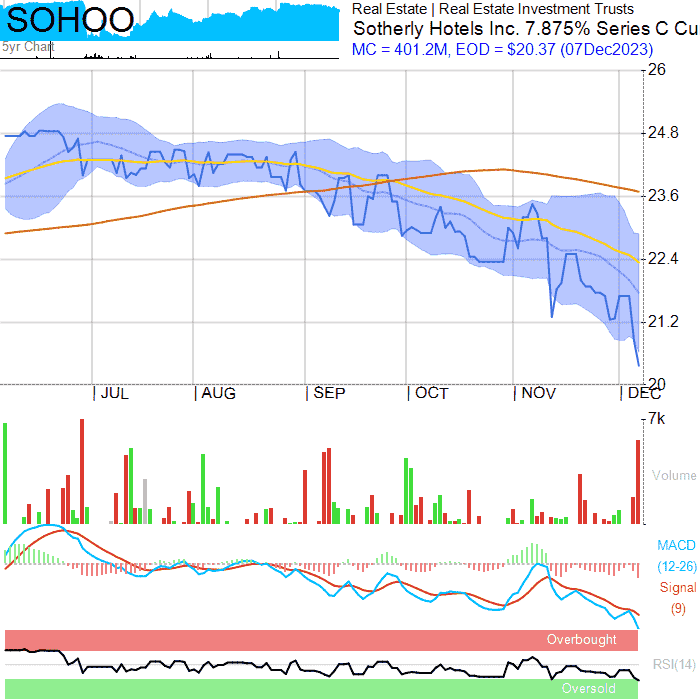 SOHOO
5yr Chart
Real Estate | Real Estate Investment Trusts
Sotherly Hotels Inc. 7.875% Series C Cu
MC = 401.2M, EOD = $20.37 (07Dec2023)
26
24.8
23.6
22.4
21.2
20
| JUL | AUG | SEP | OCT | NOV | DEC
7k
Volume
MACD
(12-26)
Signal
(9)
Overbought
RSI(14)
Oversold